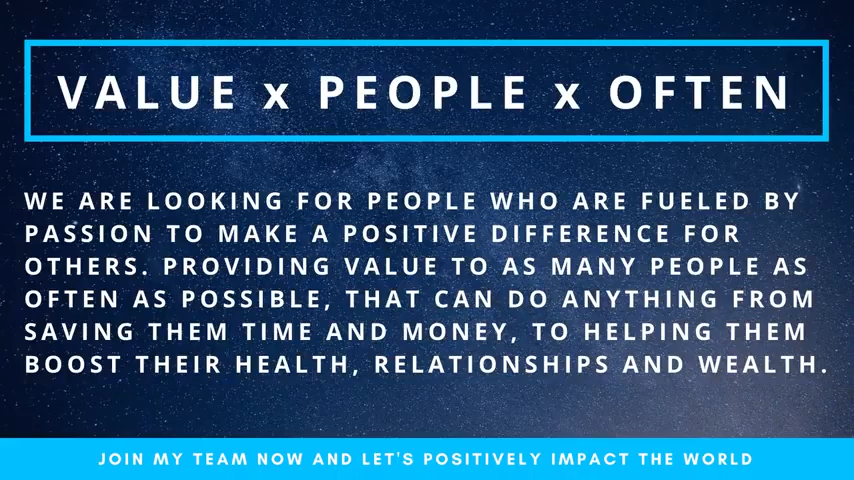 VALUE x PEOPLE x OFTEN
WE ARE LOOKING FOR PEOPLE WHO ARE FUELED BY
PASSION TO MAKE A POSITIVE DIFFERENCE FOR
OTHERS. PROVIDING VALUE TO AS MANY PEOPLE AS
OFTEN AS POSSIBLE, THAT CAN DO ANYTHING FROM
SAVING THEM TIME AND MONEY, TO HELPING THEM
BOOST THEIR HEALTH, RELATIONSHIPS AND WEALTH.
JOIN MY TEAM NOW AND LET'S POSITIVELY IMPACT THE WORLD